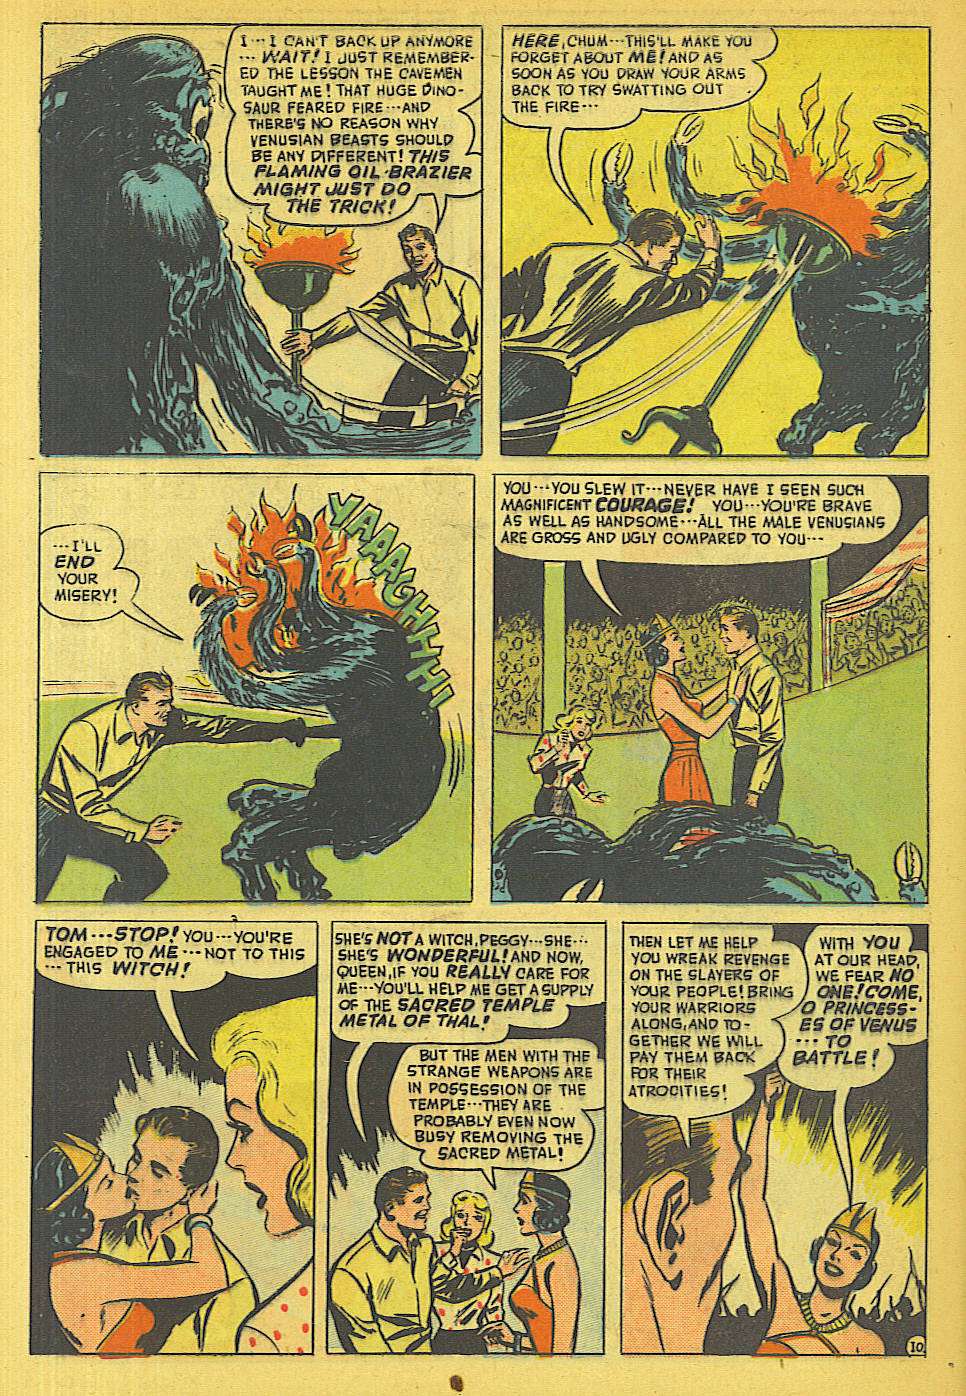 I...I CAN'T BACK UP ANYMORE
...WAIT! I JUST REMEMBER-
ED THE LESSON THE CAVEMEN
TAUGHT ME! THAT HUGE DINO-
SAUR FEARED FIRE...AND
THERE'S NO REASON WHY
VENUSIAN BEASTS SHOULD
BE ANY DIFFERENT! THIS
FLAMING OIL-BRAZIER
MIGHT JUST DO
THE TRICK!
HERE, CHUM...THIS'LL MAKE YOU
FORGET ABOUT ME! AND AS
SOON AS YOU DRAW YOUR ARMS
BACK TO TRY SWATTING OUT
THE FIRE...
...I'LL
END
YOUR
MISERY!
YAAAGHHHH!
YOU...YOU SLEW IT...NEVER HAVE I SEEN SUCH
MAGNIFICENT COURAGE! YOU...YOU'RE BRAVE
AS WELL AS HANDSOME...ALL THE MALE VENUSIANS
ARE GROSS AND UGLY COMPARED TO YOU...
TOM...STOP! YOU...YOU'RE
ENGAGED TO ME...NOT TO THIS
...THIS WITCH!
SHE'S NOT A WITCH, PEGGY...SHE...
SHE'S WONDERFUL! AND NOW,
QUEEN, IF YOU REALLY CARE FOR
ME...YOU'LL HELP ME GET A SUPPLY
OF THE SACRED TEMPLE
METAL OF THAL!
BUT THE MEN WITH THE
STRANGE WEAPONS ARE
IN POSSESSION OF THE
TEMPLE...THEY ARE
PROBABLY EVEN NOW
BUSY REMOVING THE
SACRED METAL!
THEN LET ME HELP
YOU WREAK REVENGE
ON THE SLAYERS OF
YOUR PEOPLE! BRING
YOUR WARRIORS
ALONG, AND TO-
GETHER WE WILL
PAY THEM BACK
FOR THEIR
ATROCITIES!
WITH YOU
AT OUR HEAD,
WE FEAR NO
ONE! COME,
O PRINCESS-
ES OF VENUS
...TO
BATTLE!
10